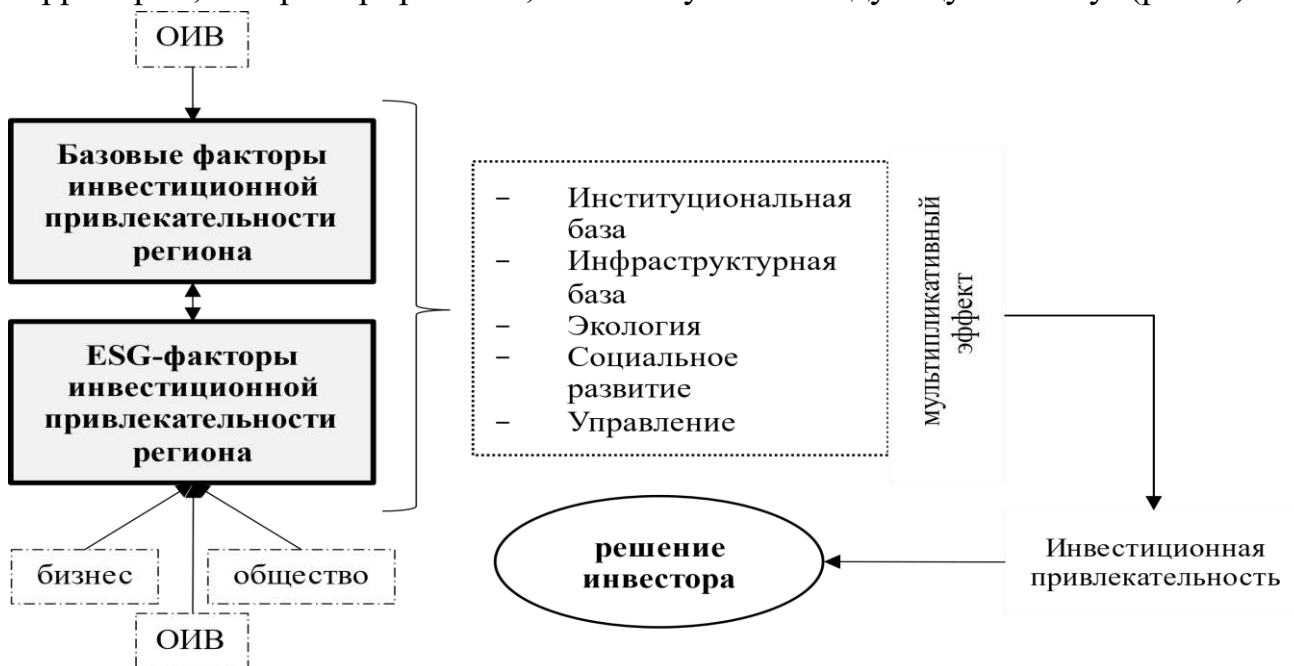 ОИВ
Базовые факторы
инвестиционной
привлекательности
региона
ESG-факторы
инвестиционной
привлекательности
региона
бизнес
общество
ОИВ
– Институциональная
база
– Инфраструктурная
база
– Экология
– Социальное
развитие
– Управление
мультипликативный
эффект
решение
инвестора
Инвестиционная
привлекательность